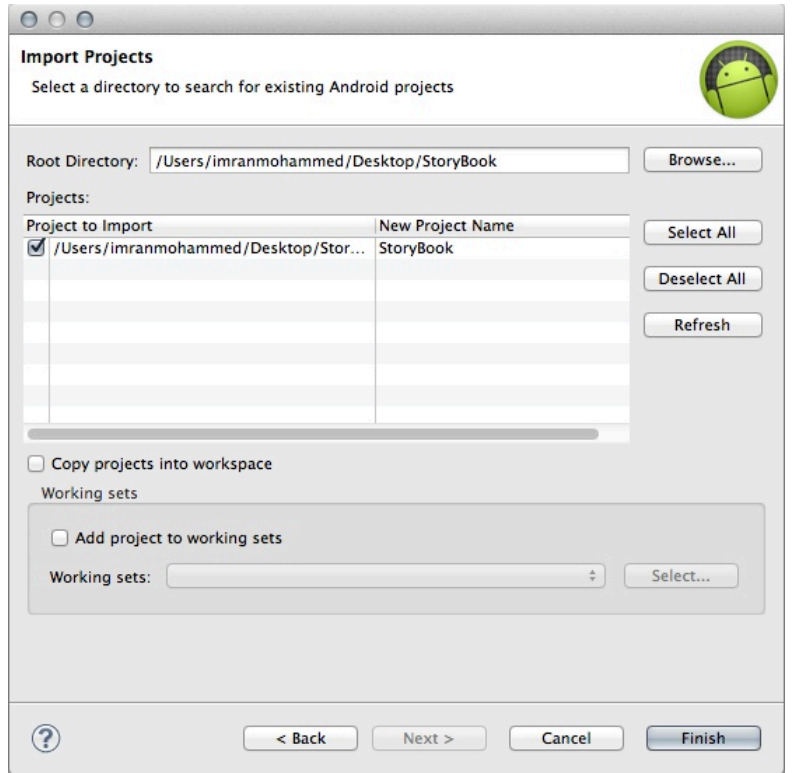 Import Projects
Select a directory to search for existing Android projects
Root Directory: /Users/imranmohammed/Desktop/StoryBook Browse...
Projects:
Project to Import New Project Name
/Users/imranmohammed/Desktop/Stor... StoryBook
Select All
Deselect All
Refresh
Copy projects into workspace
Working sets
Add project to working sets
Working sets: Select...
? < Back Next > Cancel Finish